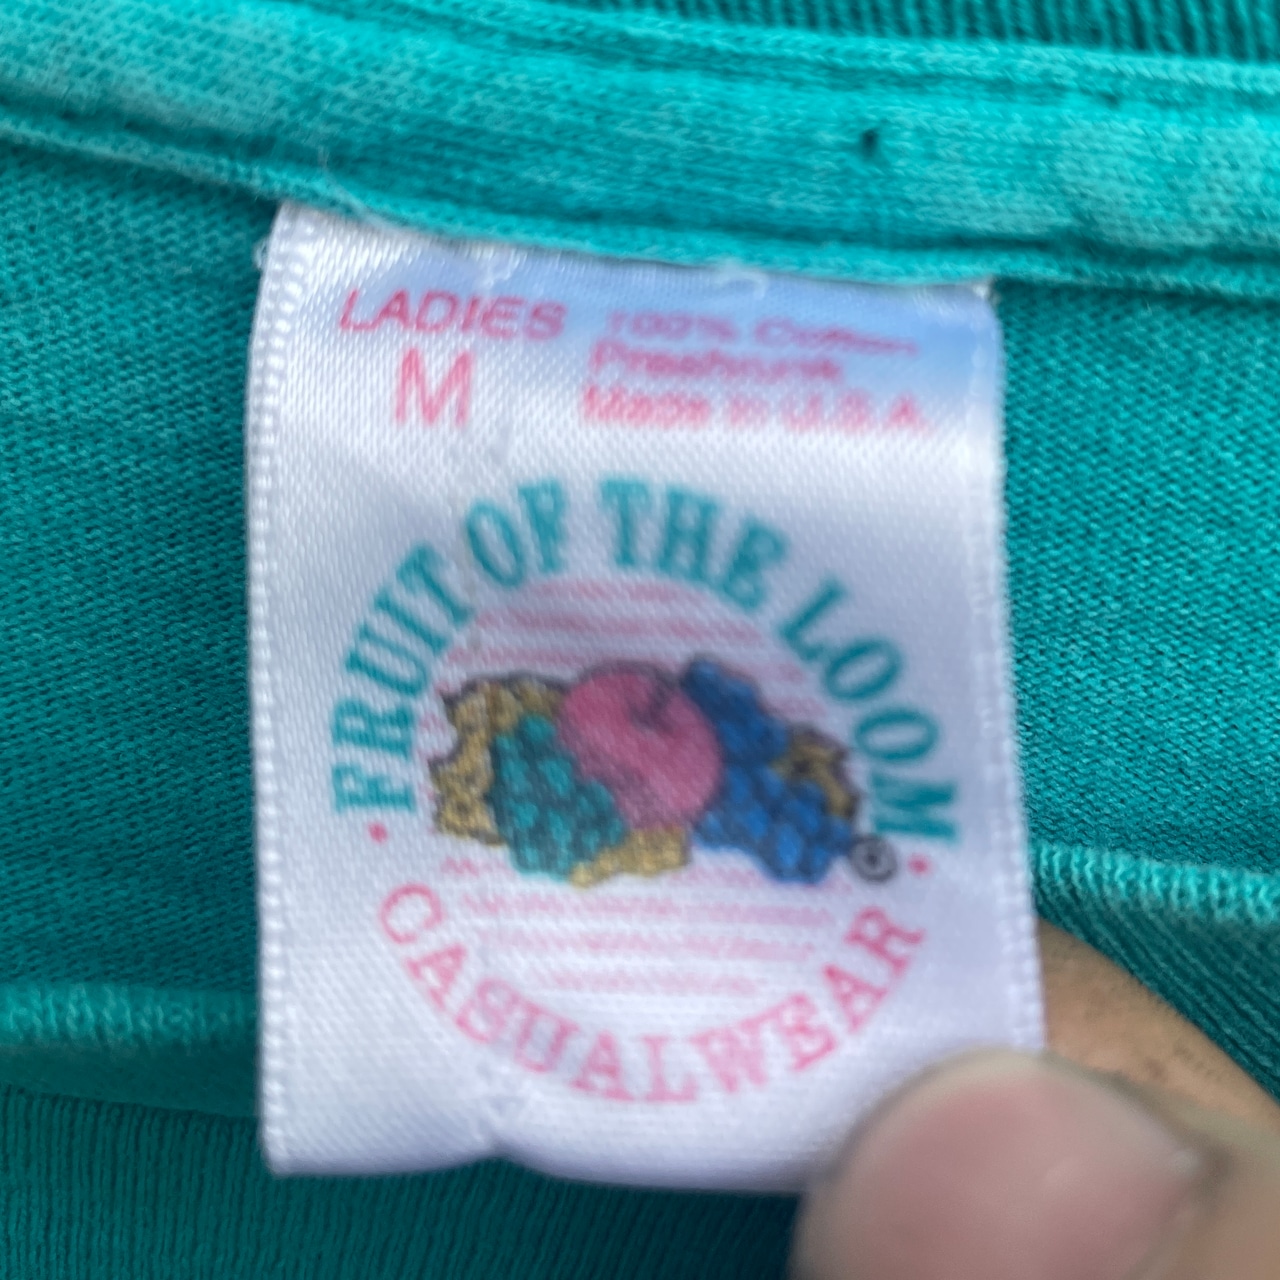 LADIES
M
100% Cotton
Preshrunk
Made in U.S.A.
FRUIT OF THE LOOM
®
CASUALWEAR